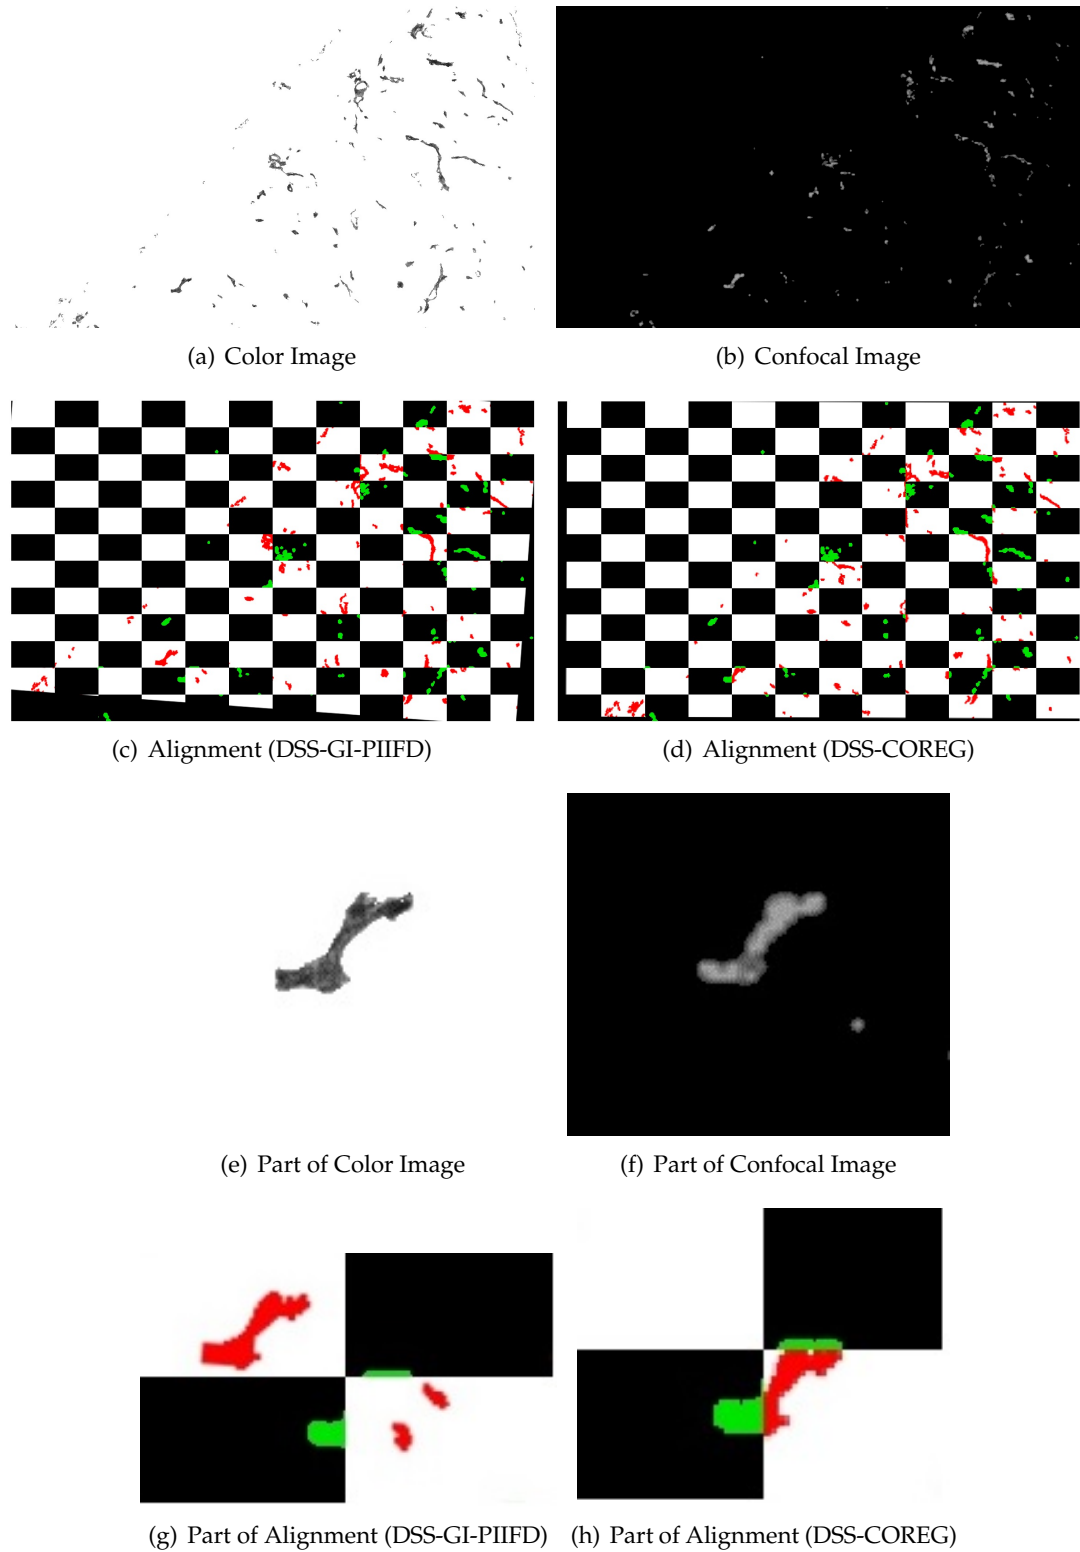 (a) Color Image
(b) Confocal Image
(c) Alignment (DSS-GI-PIIFD)
(d) Alignment (DSS-COREG)
(e) Part of Color Image
(f) Part of Confocal Image
(g) Part of Alignment (DSS-GI-PIIFD)
(h) Part of Alignment (DSS-COREG)